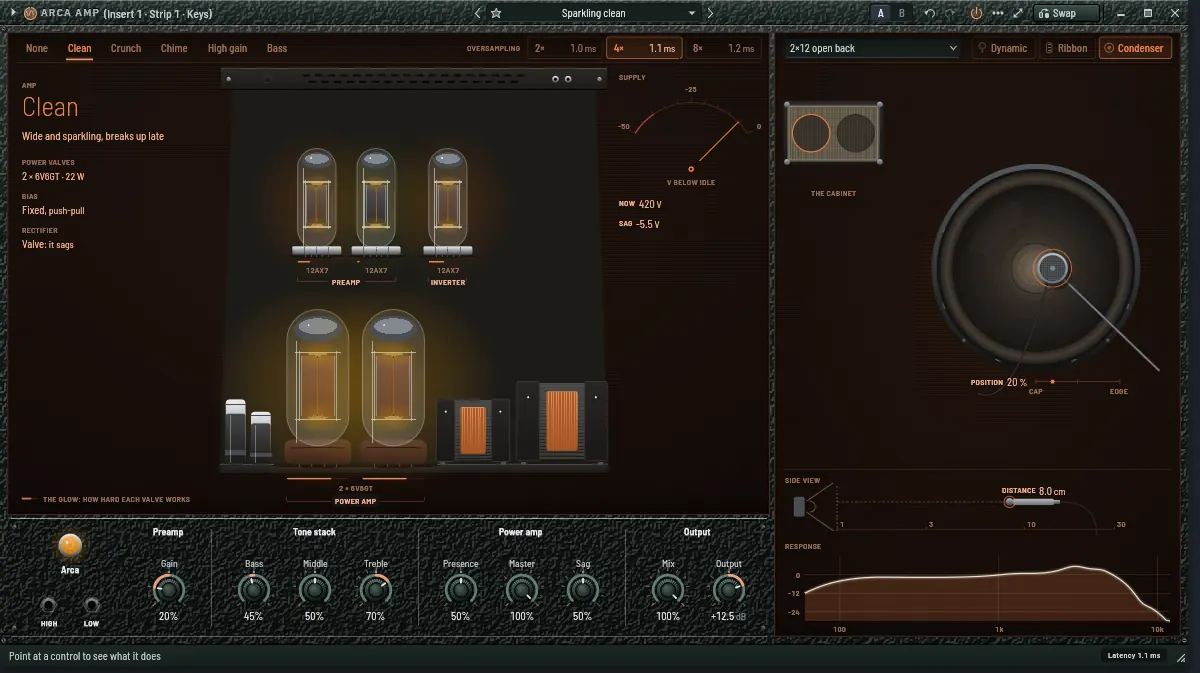 ARCA AMP (Insert 1 · Strip 1 · Keys)
Sparkling clean
A B
Swap
None Clean Crunch Chime High gain Bass
OVERSAMPLING 2× 1.0 ms 4× 1.1 ms 8× 1.2 ms
2×12 open back
Dynamic Ribbon Condenser
AMP
Clean
Wide and sparkling, breaks up late
POWER VALVES
2 × 6V6GT · 22 W
BIAS
Fixed, push-pull
RECTIFIER
Valve: it sags
SUPPLY
-50 -25 0
V BELOW IDLE
NOW 420 V
SAG -5.5 V
12AX7 12AX7 12AX7
PREAMP INVERTER
2 × 6V6GT
POWER AMP
THE GLOW: HOW HARD EACH VALVE WORKS
THE CABINET
POSITION 20 %
CAP EDGE
SIDE VIEW
DISTANCE 8.0 cm
1 3 10 30
RESPONSE
0
-12
-24
100 1k 10k
Arca
HIGH LOW
Preamp
Gain
20%
Tone stack
Bass Middle Treble
45% 50% 70%
Power amp
Presence Master Sag
50% 100% 50%
Output
Mix Output
100% +12.5 dB
Point at a control to see what it does
Latency 1.1 ms